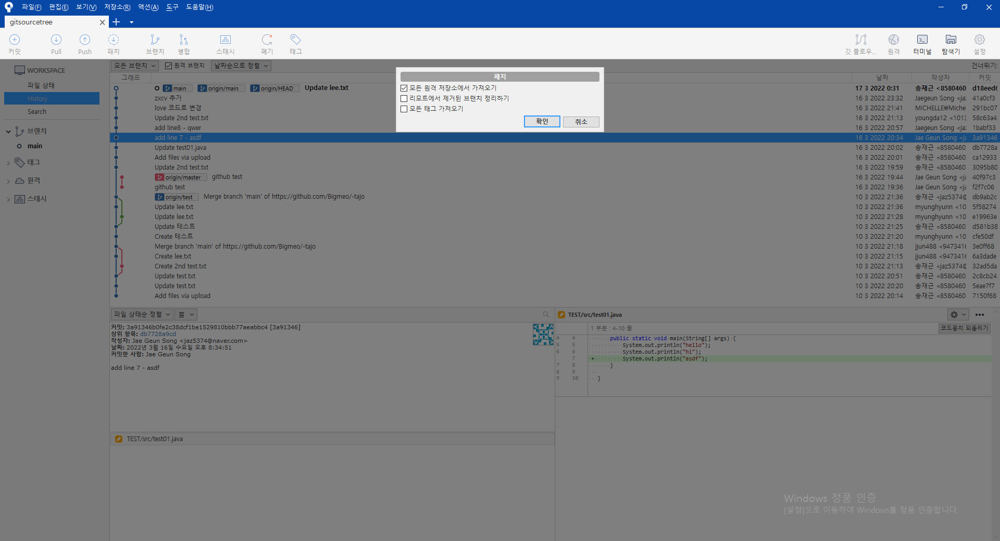 파일(F) 편집(E) 보기(V) 저장소(R) 액션(A) 도구 도움말(H)
gitsourcetree
커밋 Pull Push 패치 브랜치 병합 스태시 폐기 태그 깃 플로우... 원격 터미널 탐색기 설정
WORKSPACE
파일 상태
History
Search
브랜치
main
태그
원격
스태시
모든 브랜치 원격 브랜치 날짜순으로 정렬 건너뛰기:
그래프 날짜 작성자 커밋
main origin/main origin/HEAD Update lee.txt 17 3 2022 0:31 송재근 <8580460 d18eed6
zxcv 추가 16 3 2022 23:32 Jaegeun Song <jaz 41a0cf3
love 코드로 변경 16 3 2022 21:41 MICHELLE₩Miche 291bc07
Update 2nd test.txt 16 3 2022 21:13 youngda12 <1013 58c63a4
add line8 - qwer 16 3 2022 20:57 Jaegeun Song <jaz 1babf33
add line 7 - asdf 16 3 2022 20:34 Jae Geun Song <ja 3a91346
Update test01.java 16 3 2022 20:02 송재근 <8580460 db7728a
Add files via upload 16 3 2022 20:01 송재근 <8580460 ca12933
Update 2nd test.txt 16 3 2022 19:59 송재근 <8580460 3095b80
origin/master github test 16 3 2022 19:44 Jae Geun Song <ja 40f97c3
github test 16 3 2022 19:36 Jae Geun Song <ja f2f7c06
origin/test Merge branch 'main' of https://github.com/Bigmeo/-tajo 10 3 2022 21:36 송재근 <jaz5374@ db9ab2c
Update lee.txt 10 3 2022 21:36 myunghyunn <10 5f58274
Update lee.txt 10 3 2022 21:28 myunghyunn <10 e19963e
Update 테스트 10 3 2022 21:25 송재근 <8580460 d581b38
Create 테스트 10 3 2022 21:20 myunghyunn <10 cfe50df
Merge branch 'main' of https://github.com/Bigmeo/-tajo 10 3 2022 21:18 jjun488 <9473416 3e0ff68
Create lee.txt 10 3 2022 21:15 jjun488 <9473416 6a3dade
Create 2nd test.txt 10 3 2022 21:13 송재근 <jaz5374@ 32ad5da
Update test.txt 10 3 2022 20:51 송재근 <8580460 2c8cb24
Update test.txt 10 3 2022 20:20 송재근 <8580460 5eae7f7
Add files via upload 10 3 2022 20:14 송재근 <8580460 7150f68
패치
모든 원격 저장소에서 가져오기
리모트에서 제거된 브랜치 정리하기
모든 태그 가져오기
확인 취소
파일 상태순 정렬
커밋: 3a91346b0fe2c38dcf1be1529810bbb77aeabbc4 [3a91346]
상위 항목: db7728a9cd
작성자: Jae Geun Song <jaz5374@naver.com>
날짜: 2022년 3월 16일 수요일 오후 8:34:51
커밋한 사람: Jae Geun Song
add line 7 - asdf
TEST/src/test01.java
TEST/src/test01.java
1 부분 : 4-10 줄 코드뭉치 되돌리기
4 4 public static void main(String[] args) {
5 5 System.out.println("hello");
6 6 System.out.println("hi");
7 + System.out.println("asdf");
7 8 }
8 9
9 10 }
Windows 정품 인증
[설정]으로 이동하여 Windows를 정품 인증합니다.